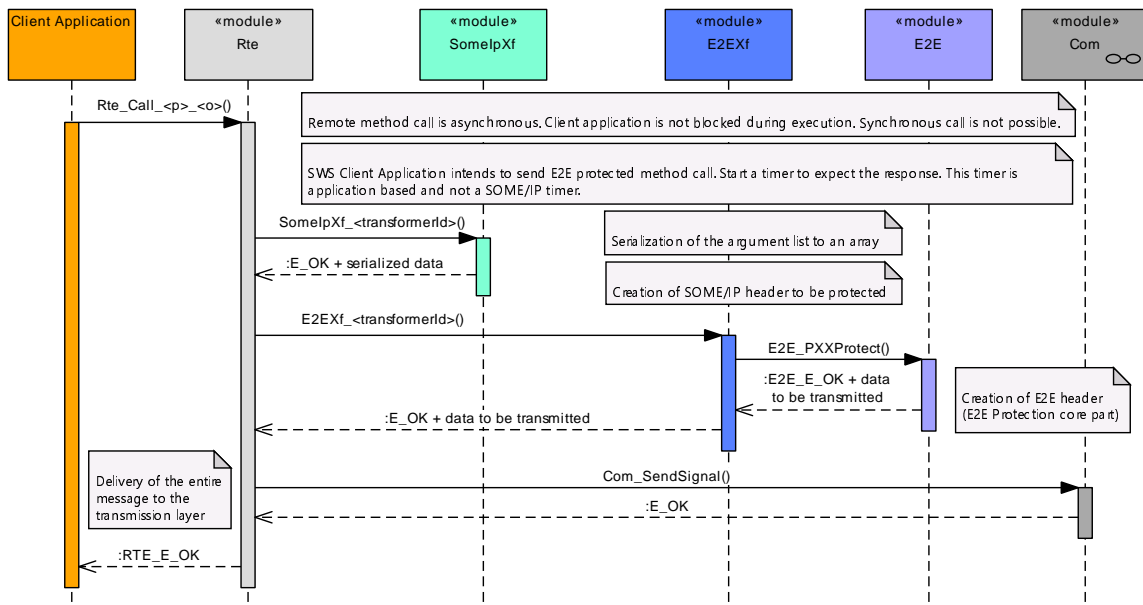 Client Application
«module»
Rte
«module»
SomeIpXf
«module»
E2EXf
«module»
E2E
«module»
Com
Rte_Call_<p>_<o>()
Remote method call is asynchronous. Client application is not blocked during execution. Synchronous call is not possible.
SWS Client Application intends to send E2E protected method call. Start a timer to expect the response. This timer is
application based and not a SOME/IP timer.
SomeIpXf_<transformerId>()
Serialization of the argument list to an array
:E_OK + serialized data
Creation of SOME/IP header to be protected
E2EXf_<transformerId>()
E2E_PXXProtect()
:E2E_E_OK + data
to be transmitted
Creation of E2E header
(E2E Protection core part)
:E_OK + data to be transmitted
Delivery of the entire
message to the
transmission layer
Com_SendSignal()
:E_OK
:RTE_E_OK